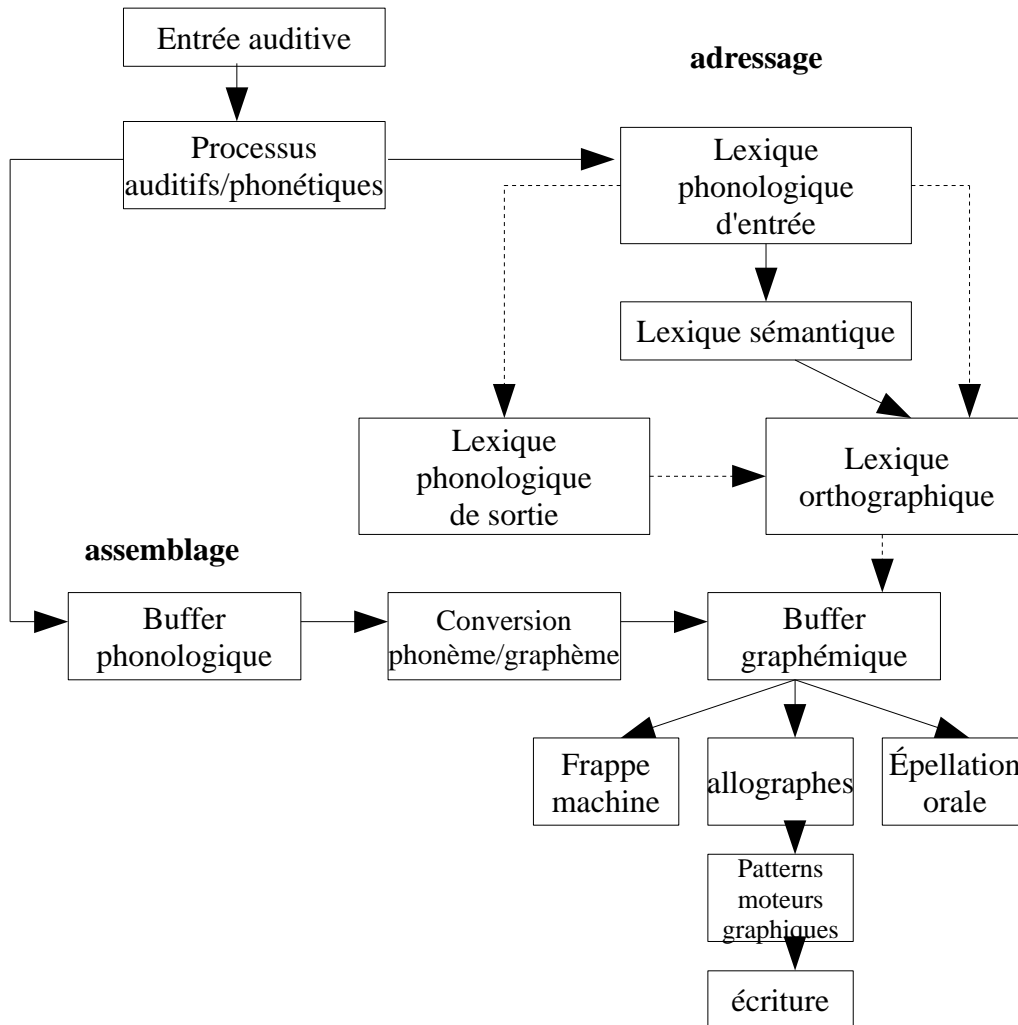 Entrée auditive
adressage
Processus
auditifs/phonétiques
Lexique
phonologique
d'entrée
Lexique sémantique
Lexique
phonologique
de sortie
Lexique
orthographique
assemblage
Buffer
phonologique
Conversion
phonème/graphème
Buffer
graphémique
Frappe
machine
allographes
Épellation
orale
Patterns
moteurs
graphiques
écriture